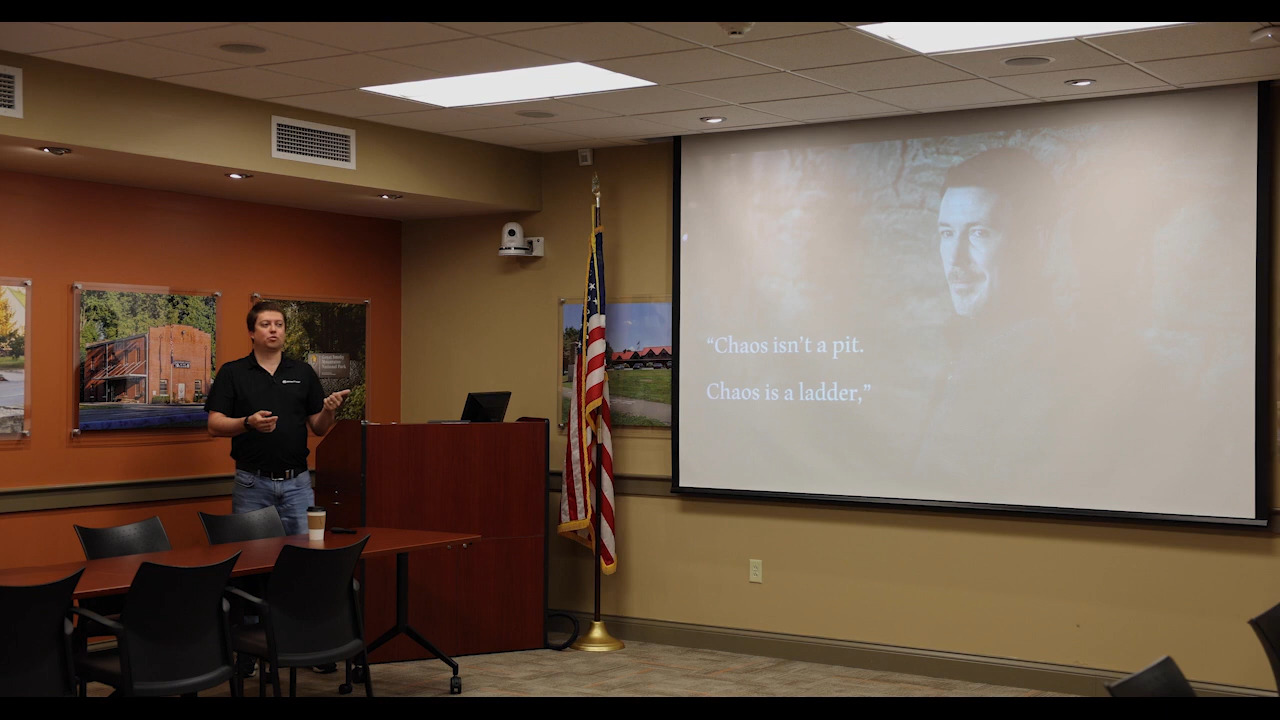 “Chaos isn’t a pit.
Chaos is a ladder,”